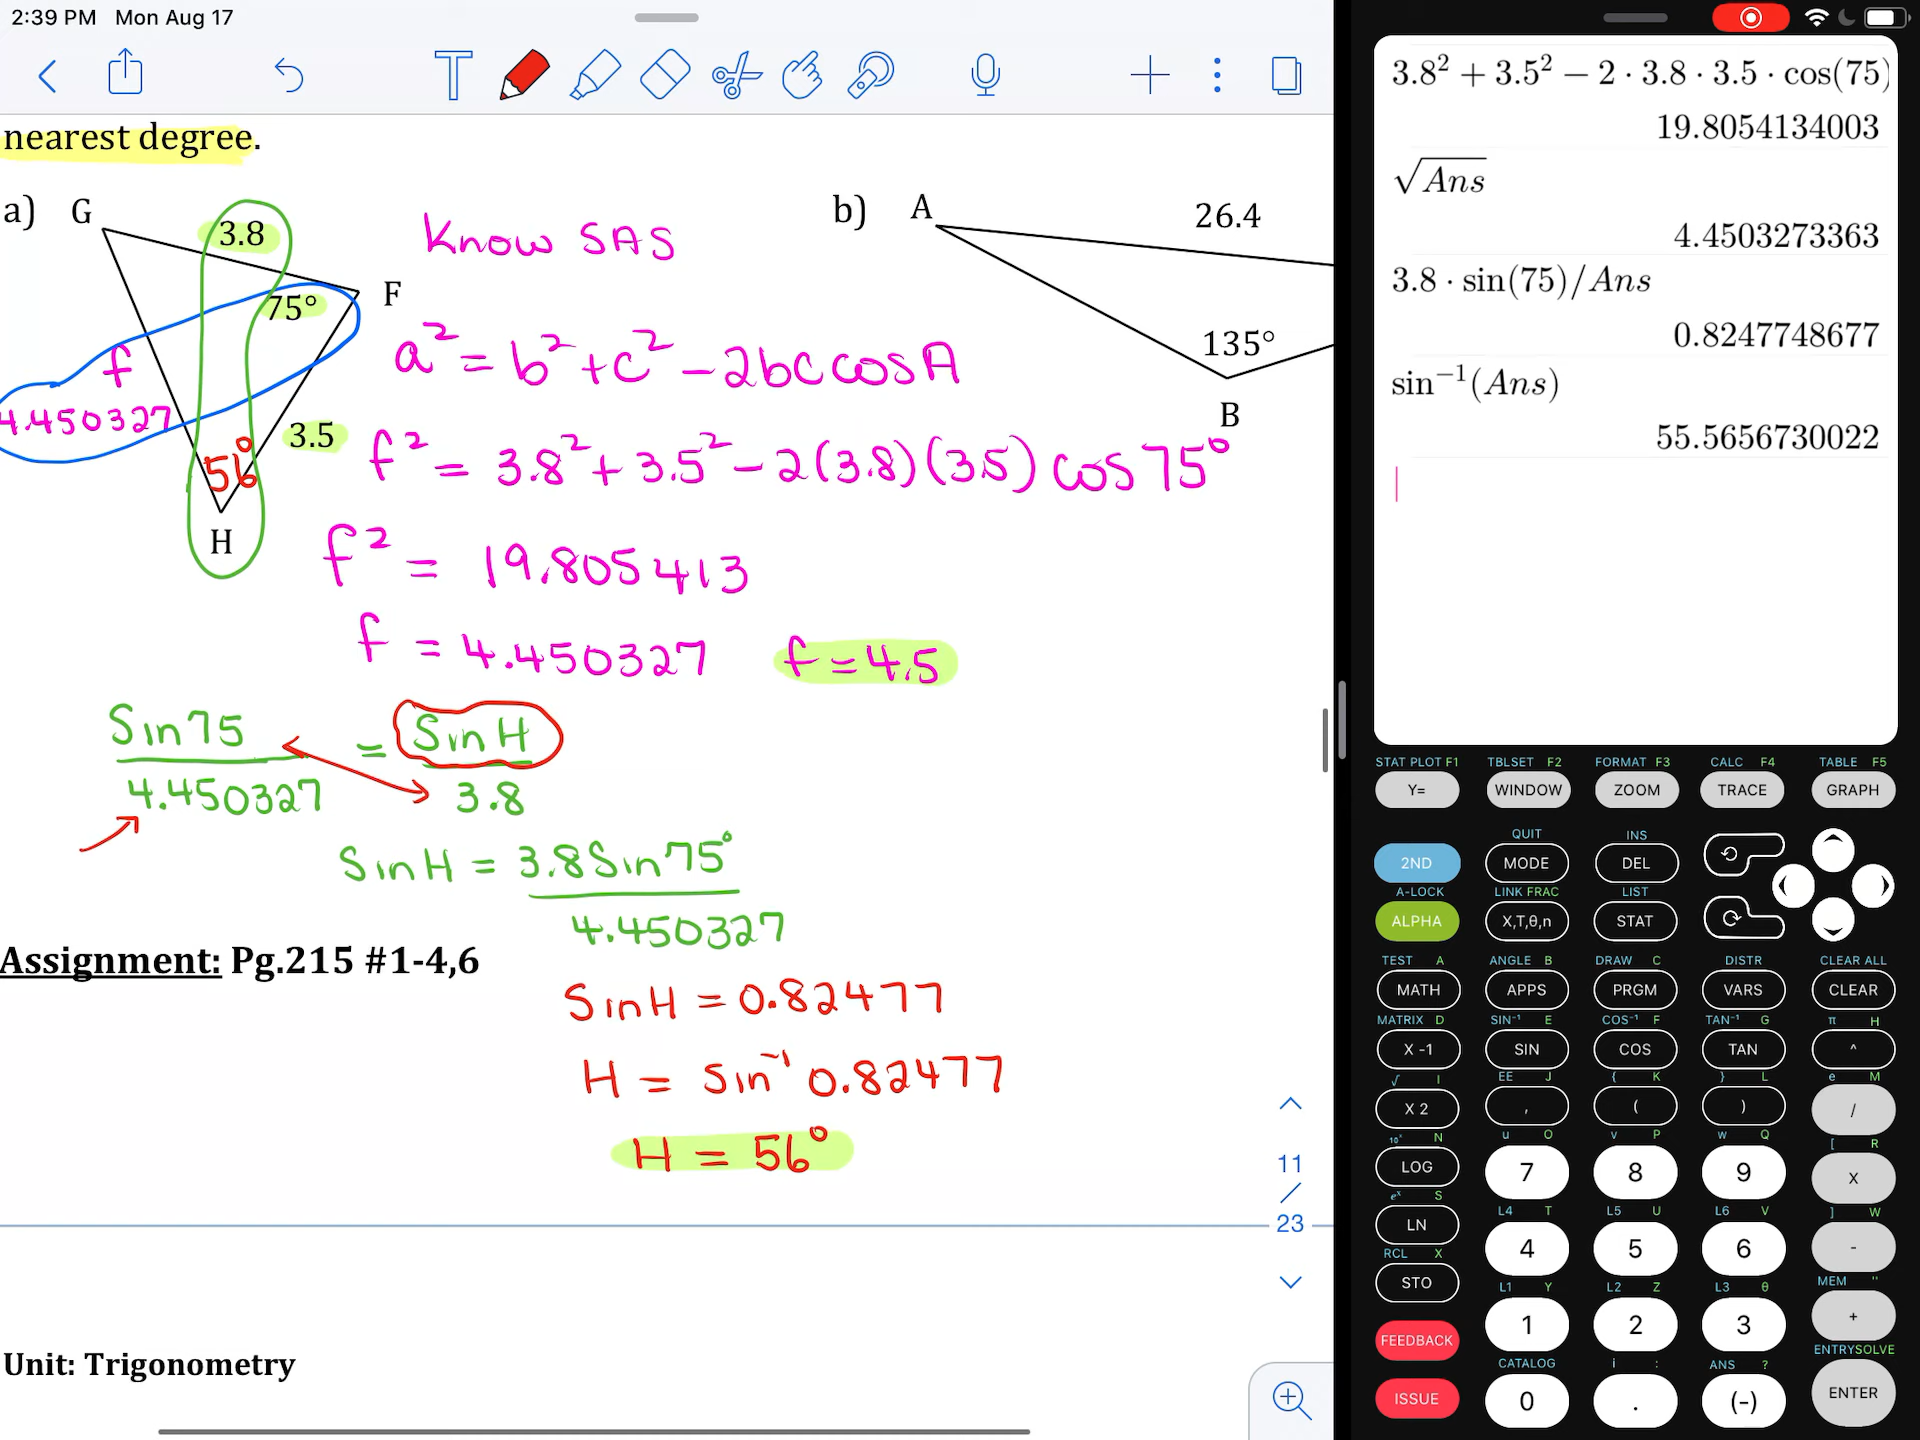 2:39 PM Mon Aug 17
T
nearest degree.
a) G
3.8
75°
F
f
4.450327
3.5
56°
H
Know SAS
a² = b² + c² - 2bc cosA
f² = 3.8² + 3.5² - 2(3.8)(3.5) cos 75°
f² = 19.805413
f = 4.450327 f = 4.5
Sin75 = SinH
4.450327 3.8
SinH = 3.8 Sin75°
4.450327
SinH = 0.82477
H = Sin⁻¹ 0.82477
H = 56°
b) A
26.4
135°
B
Assignment: Pg.215 #1-4,6
11
/
23
Unit: Trigonometry
3.8² + 3.5² − 2 · 3.8 · 3.5 · cos(75)
19.8054134003
√Ans
4.4503273363
3.8 · sin(75)/Ans
0.8247748677
sin⁻¹(Ans)
55.5656730022
STAT PLOT F1 TBLSET F2 FORMAT F3 CALC F4 TABLE F5
Y= WINDOW ZOOM TRACE GRAPH
QUIT INS
2ND MODE DEL
A-LOCK LINK FRAC LIST
ALPHA X,T,θ,n STAT
TEST A ANGLE B DRAW C DISTR CLEAR ALL
MATH APPS PRGM VARS CLEAR
MATRIX D SIN⁻¹ E COS⁻¹ F TAN⁻¹ G π H
X -1 SIN COS TAN ^
√ I EE J { K } L e M
X 2 , ( ) /
10ˣ N u O v P w Q [ R
LOG 7 8 9 X
eˣ S L4 T L5 U L6 V ] W
LN 4 5 6 -
RCL X L1 Y L2 Z L3 θ MEM "
STO 1 2 3 +
FEEDBACK
CATALOG i : ANS ? ENTRY SOLVE
ISSUE 0 . (-) ENTER